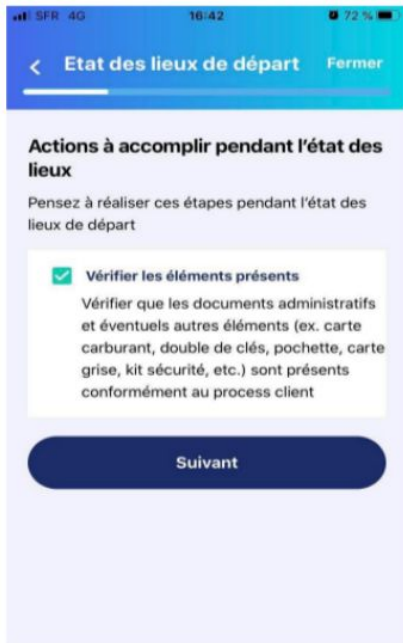 SFR 4G 16:42 72 %
Etat des lieux de départ Fermer
Actions à accomplir pendant l'état des
lieux
Pensez à réaliser ces étapes pendant l'état des
lieux de départ
Vérifier les éléments présents
Vérifier que les documents administratifs
et éventuels autres éléments (ex. carte
carburant, double de clés, pochette, carte
grise, kit sécurité, etc.) sont présents
conformément au process client
Suivant